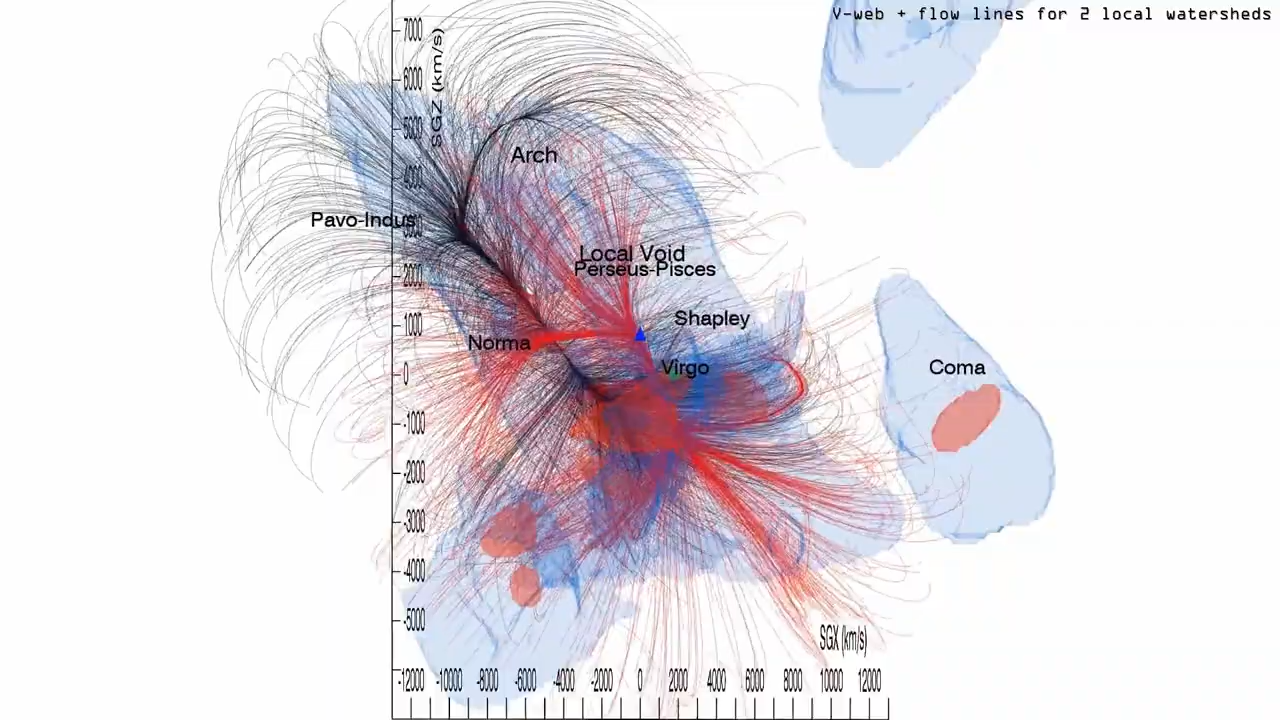 V-web + flow lines for 2 local watersheds
7000
6000
SGZ (km/s)
5000
Arch
4000
Pavo-Indus
3000
Local Void
Perseus-Pisces
2000
Shapley
1000
Norma
Virgo
Coma
0
-1000
-2000
-3000
-4000
-5000
SGX (km/s)
-12000 -10000 -8000 -6000 -4000 -2000 0 2000 4000 6000 8000 10000 12000